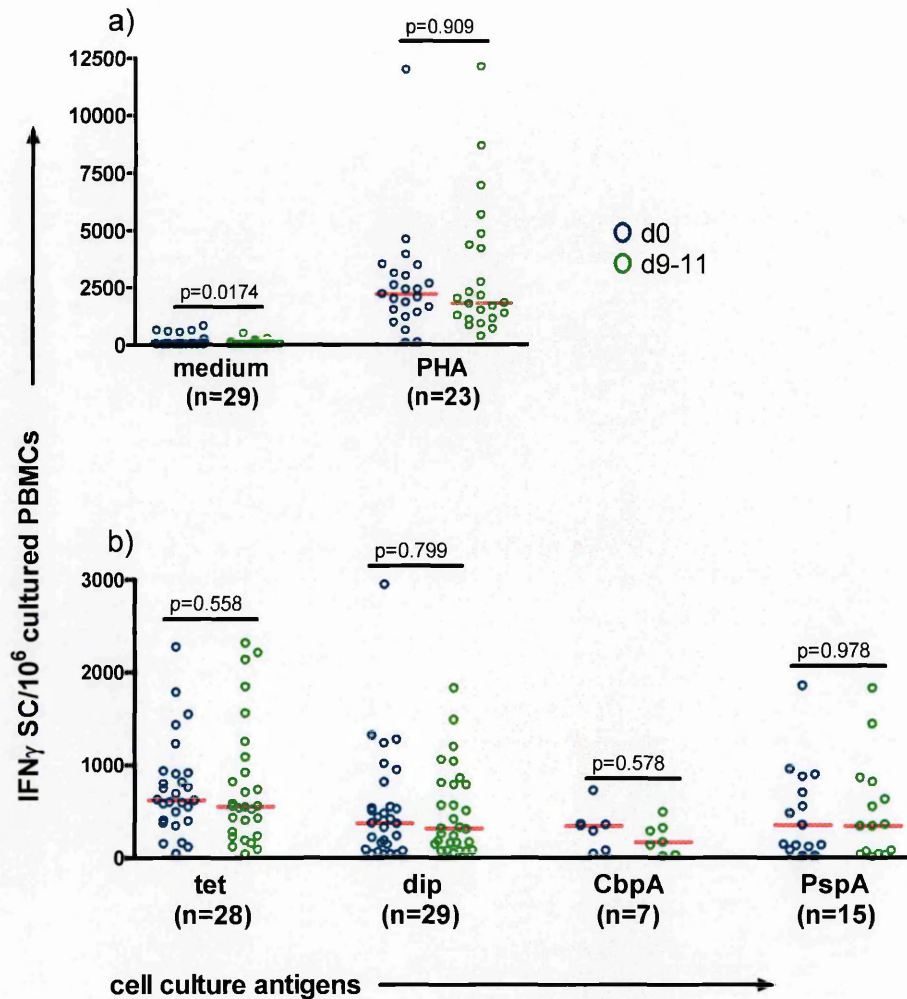 a)
p=0.909
12500
10000
7500
5000
2500
0
d0
d9-11
p=0.0174
medium
(n=29)
PHA
(n=23)
IFNγ SC/10⁶ cultured PBMCs
b)
p=0.799
p=0.558
p=0.978
p=0.578
3000
2000
1000
0
tet
(n=28)
dip
(n=29)
CbpA
(n=7)
PspA
(n=15)
cell culture antigens